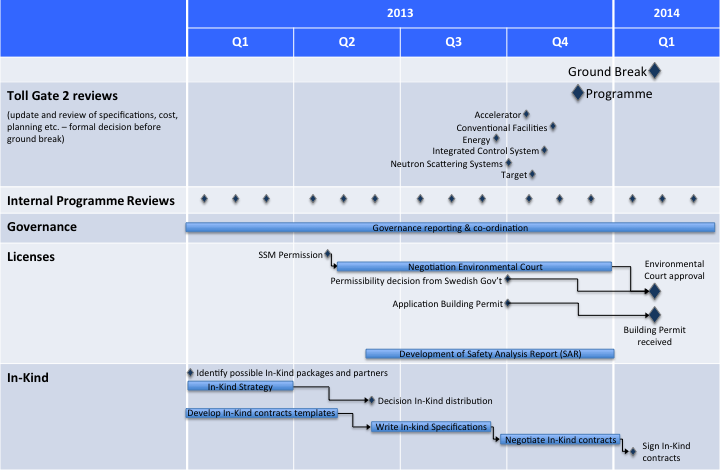 2013
2014
Q1
Q2
Q3
Q4
Q1
Ground Break
Toll Gate 2 reviews
(update and review of specifications, cost,
planning etc. – formal decision before
ground break)
Programme
Accelerator
Conventional Facilities
Energy
Integrated Control System
Neutron Scattering Systems
Target
Internal Programme Reviews
Governance
Governance reporting & co-ordination
Licenses
SSM Permission
Negotiation Environmental Court
Environmental
Court approval
Permissibility decision from Swedish Gov't
Application Building Permit
Building Permit
received
Development of Safety Analysis Report (SAR)
In-Kind
Identify possible In-Kind packages and partners
In-Kind Strategy
Decision In-Kind distribution
Develop In-Kind contracts templates
Write In-kind Specifications
Negotiate In-Kind contracts
Sign In-Kind
contracts